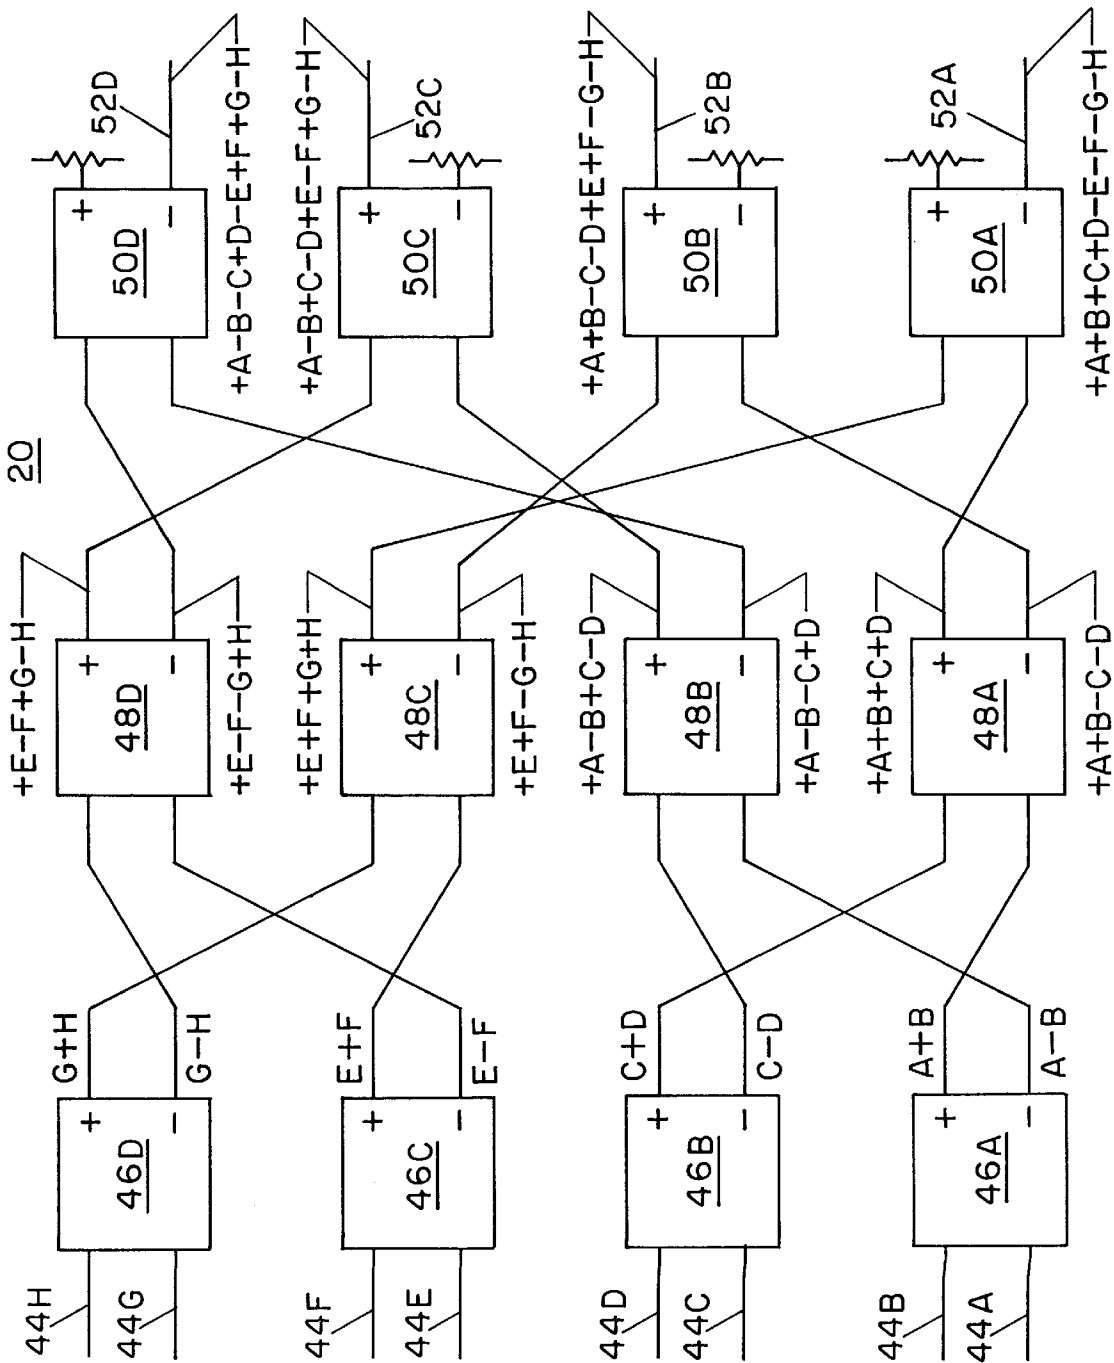 20
44H
44G
44F
44E
44D
44C
44B
44A
46D
+
−
46C
+
−
46B
+
−
46A
+
−
G+H
G−H
E+F
E−F
C+D
C−D
A+B
A−B
48D
+
−
48C
+
−
48B
+
−
48A
+
−
+E−F+G−H
+E−F−G+H
+E+F+G+H
+E+F−G−H
+A−B+C−D
+A−B−C+D
+A+B+C+D
+A+B−C−D
50D
+
−
50C
+
−
50B
+
−
50A
+
−
52D
+A−B−C+D−E+F+G−H
+A−B+C−D+E−F+G−H
52C
+A+B−C−D+E+F−G−H
52B
52A
+A+B+C+D−E−F−G−H